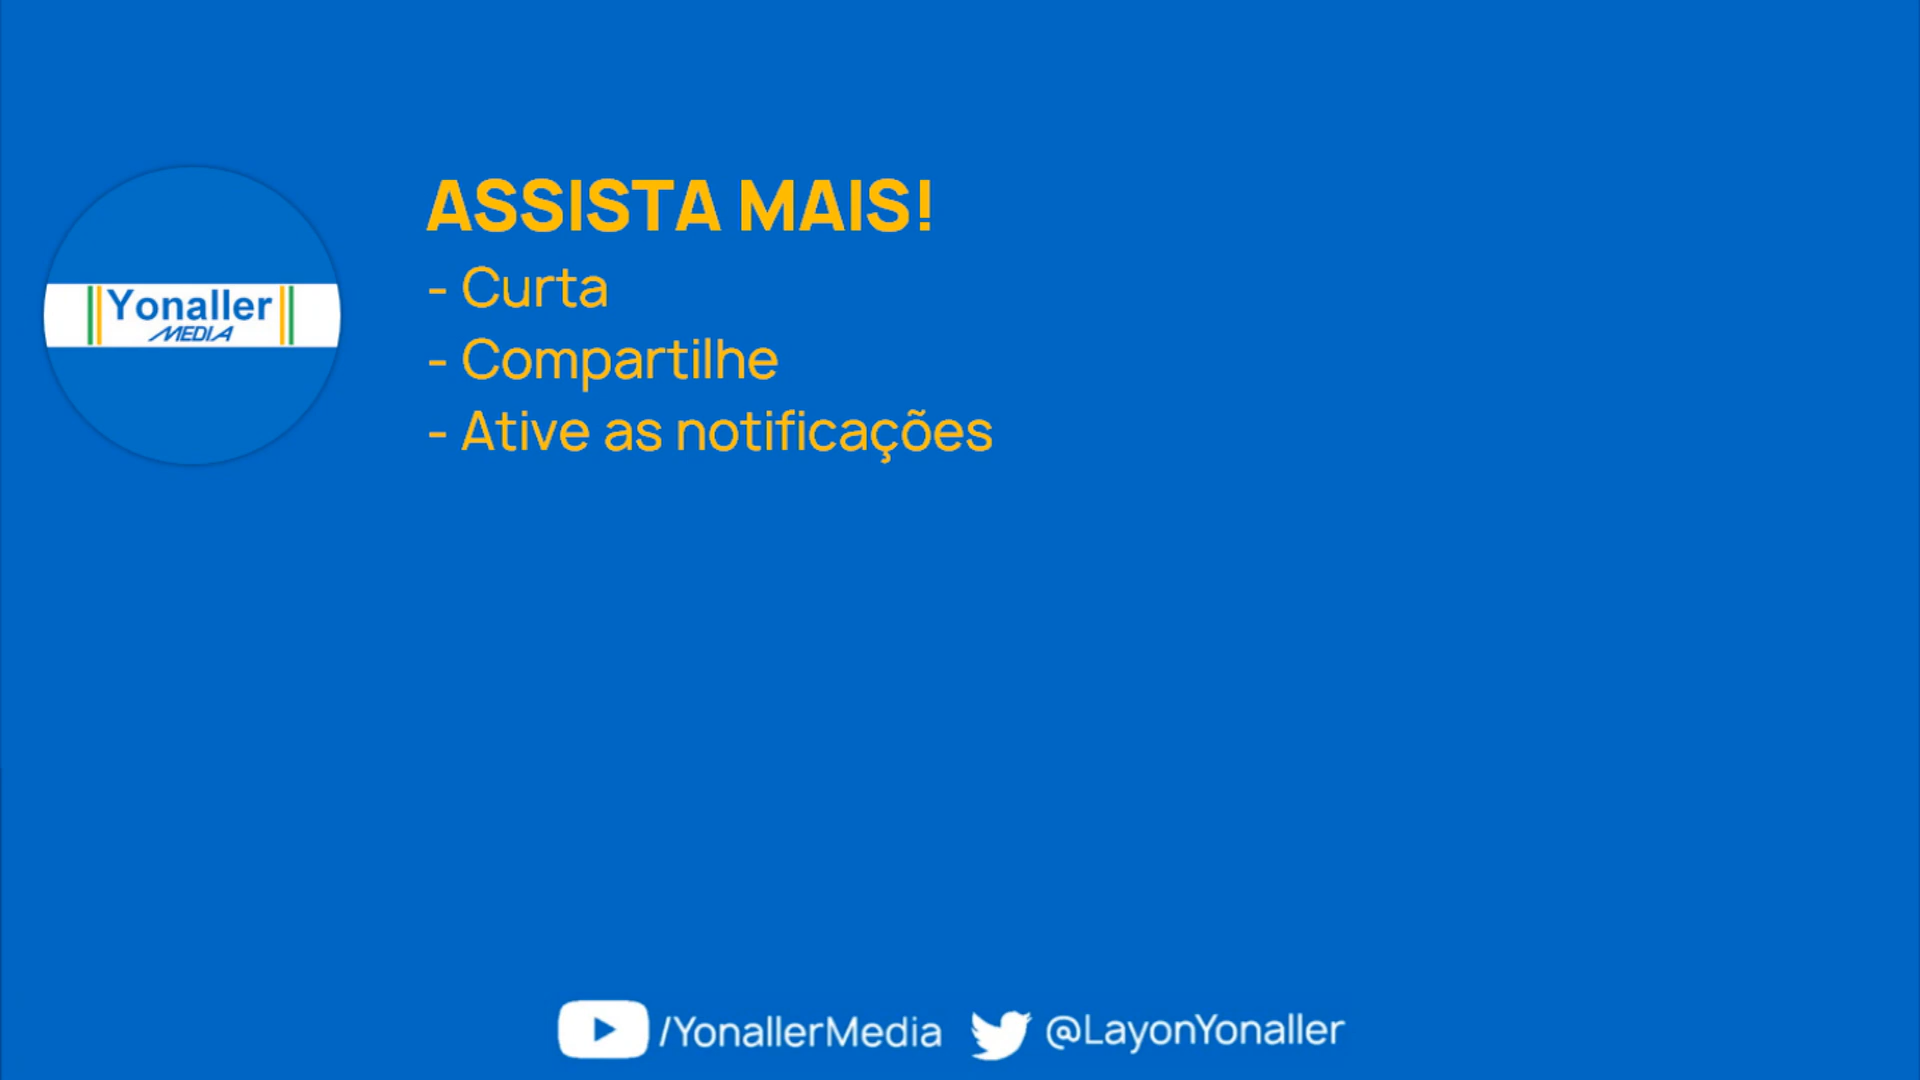 Yonaller
MEDIA
ASSISTA MAIS!
- Curta
- Compartilhe
- Ative as notificações
/YonallerMedia @LayonYonaller